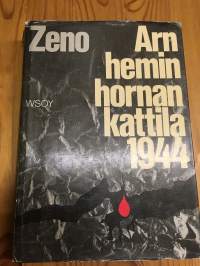 Zeno
Arn
hemin
hornan
kattila
1944
WSOY